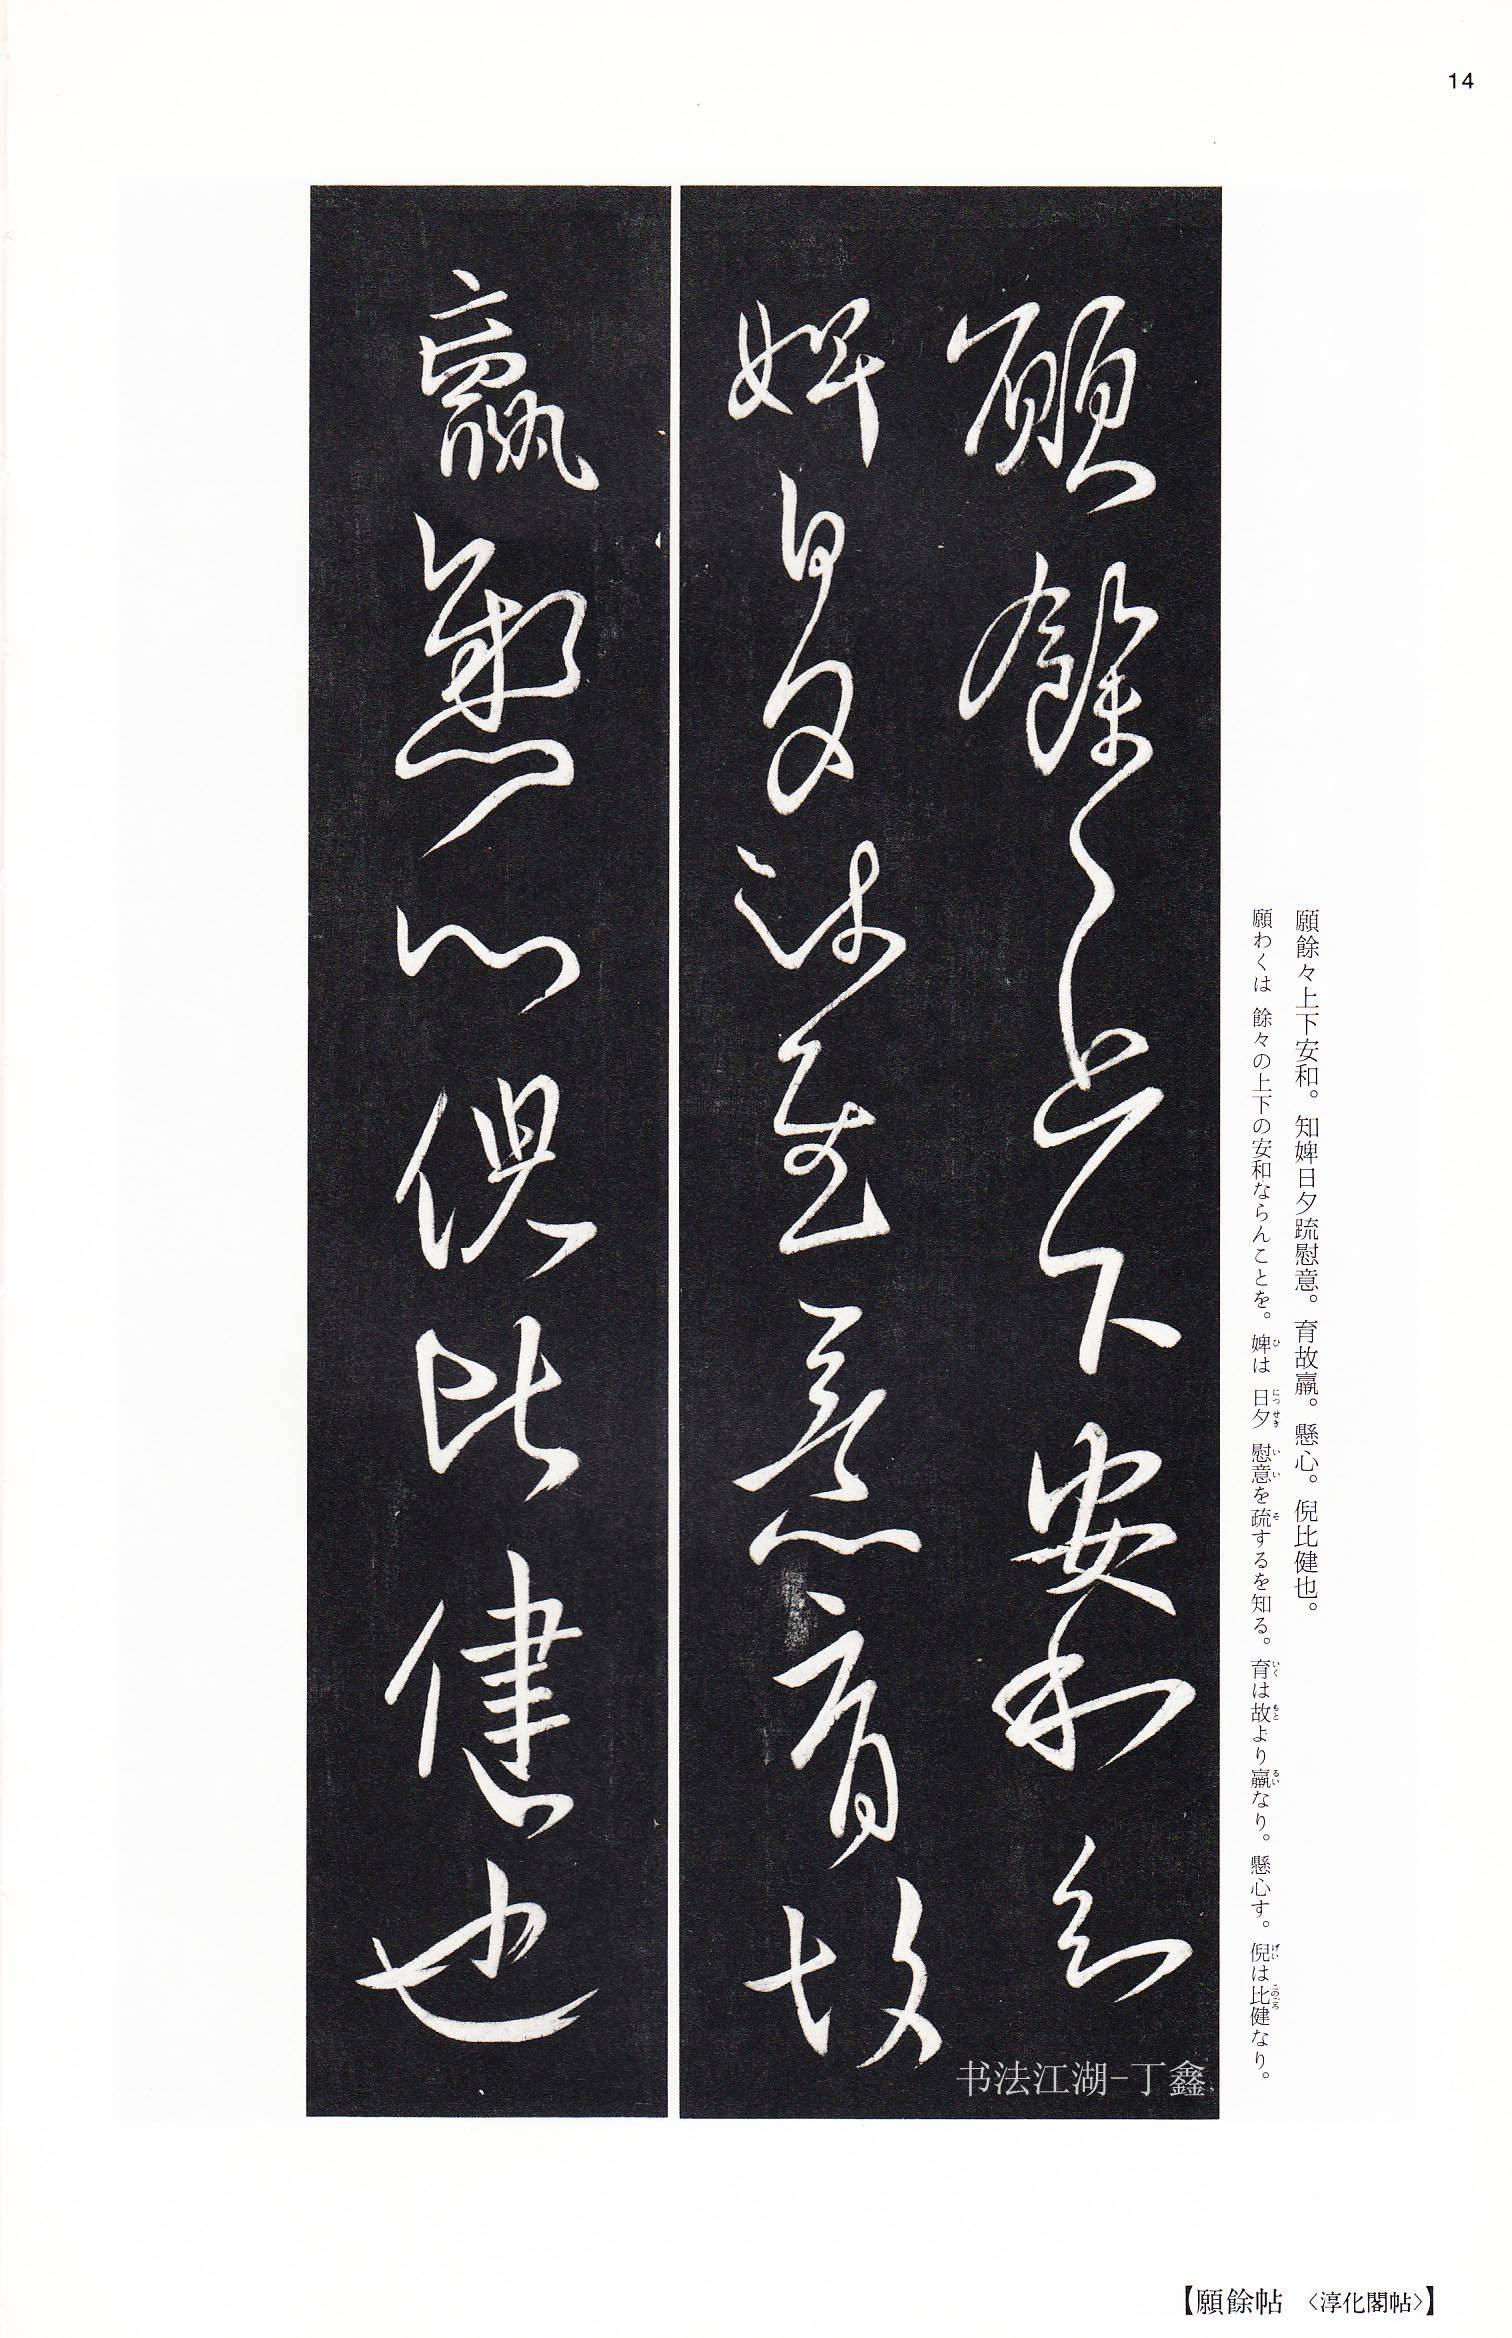 14
願餘々上下安和。知婢日夕䟽慰意。育故羸。懸心。倪比健也。
願わくは 餘々の上下の安和ならんことを。婢は 日夕 慰意を疏するを知る。育は故より羸なり。懸心す。倪は比健なり。
願餘々上下安和知
婢日夕疏慰意育故
羸懸心倪比健也
书法江湖-丁鑫
【願餘帖 〈淳化閣帖〉】